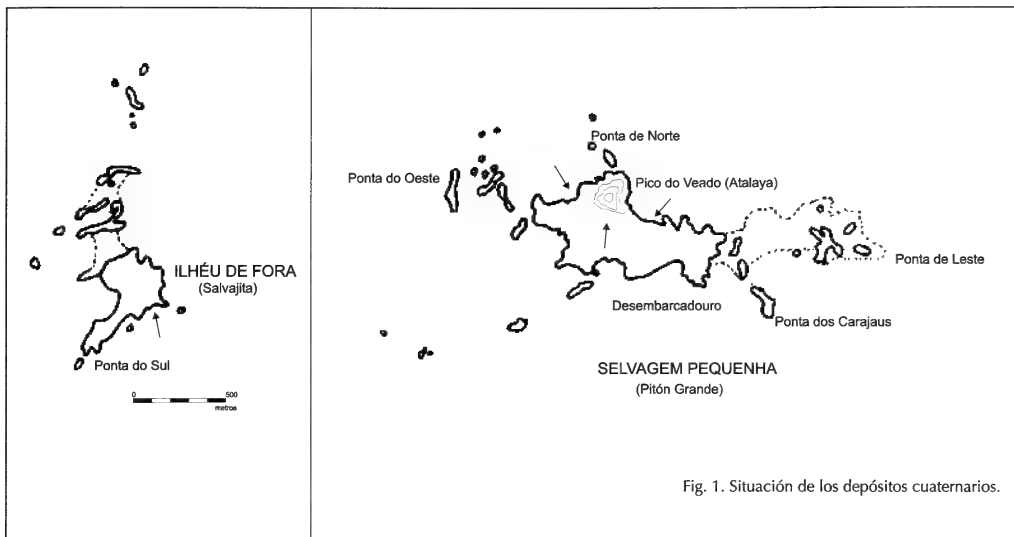 ILHÉU DE FORA
(Salvajita)
Ponta do Sul
0 500
metros
Ponta de Norte
Ponta do Oeste
Pico do Veado (Atalaya)
Ponta de Leste
Desembarcadouro
Ponta dos Carajaus
SELVAGEM PEQUENHA
(Pitón Grande)
Fig. 1. Situación de los depósitos cuaternarios.